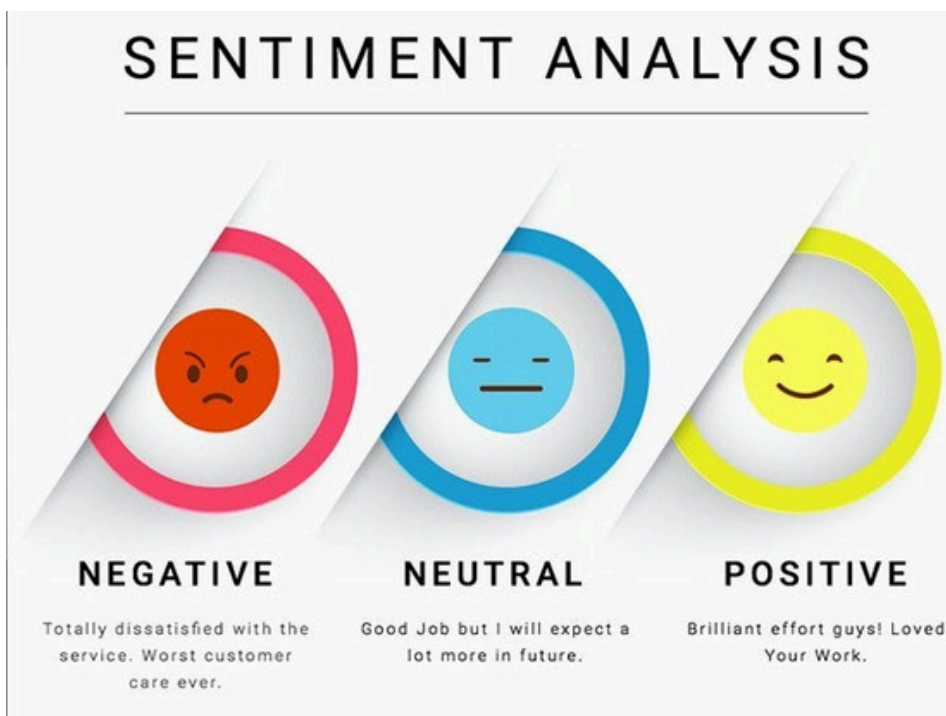 SENTIMENT ANALYSIS
NEGATIVE
Totally dissatisfied with the
service. Worst customer
care ever.
NEUTRAL
Good Job but I will expect a
lot more in future.
POSITIVE
Brilliant effort guys! Loved
Your Work.